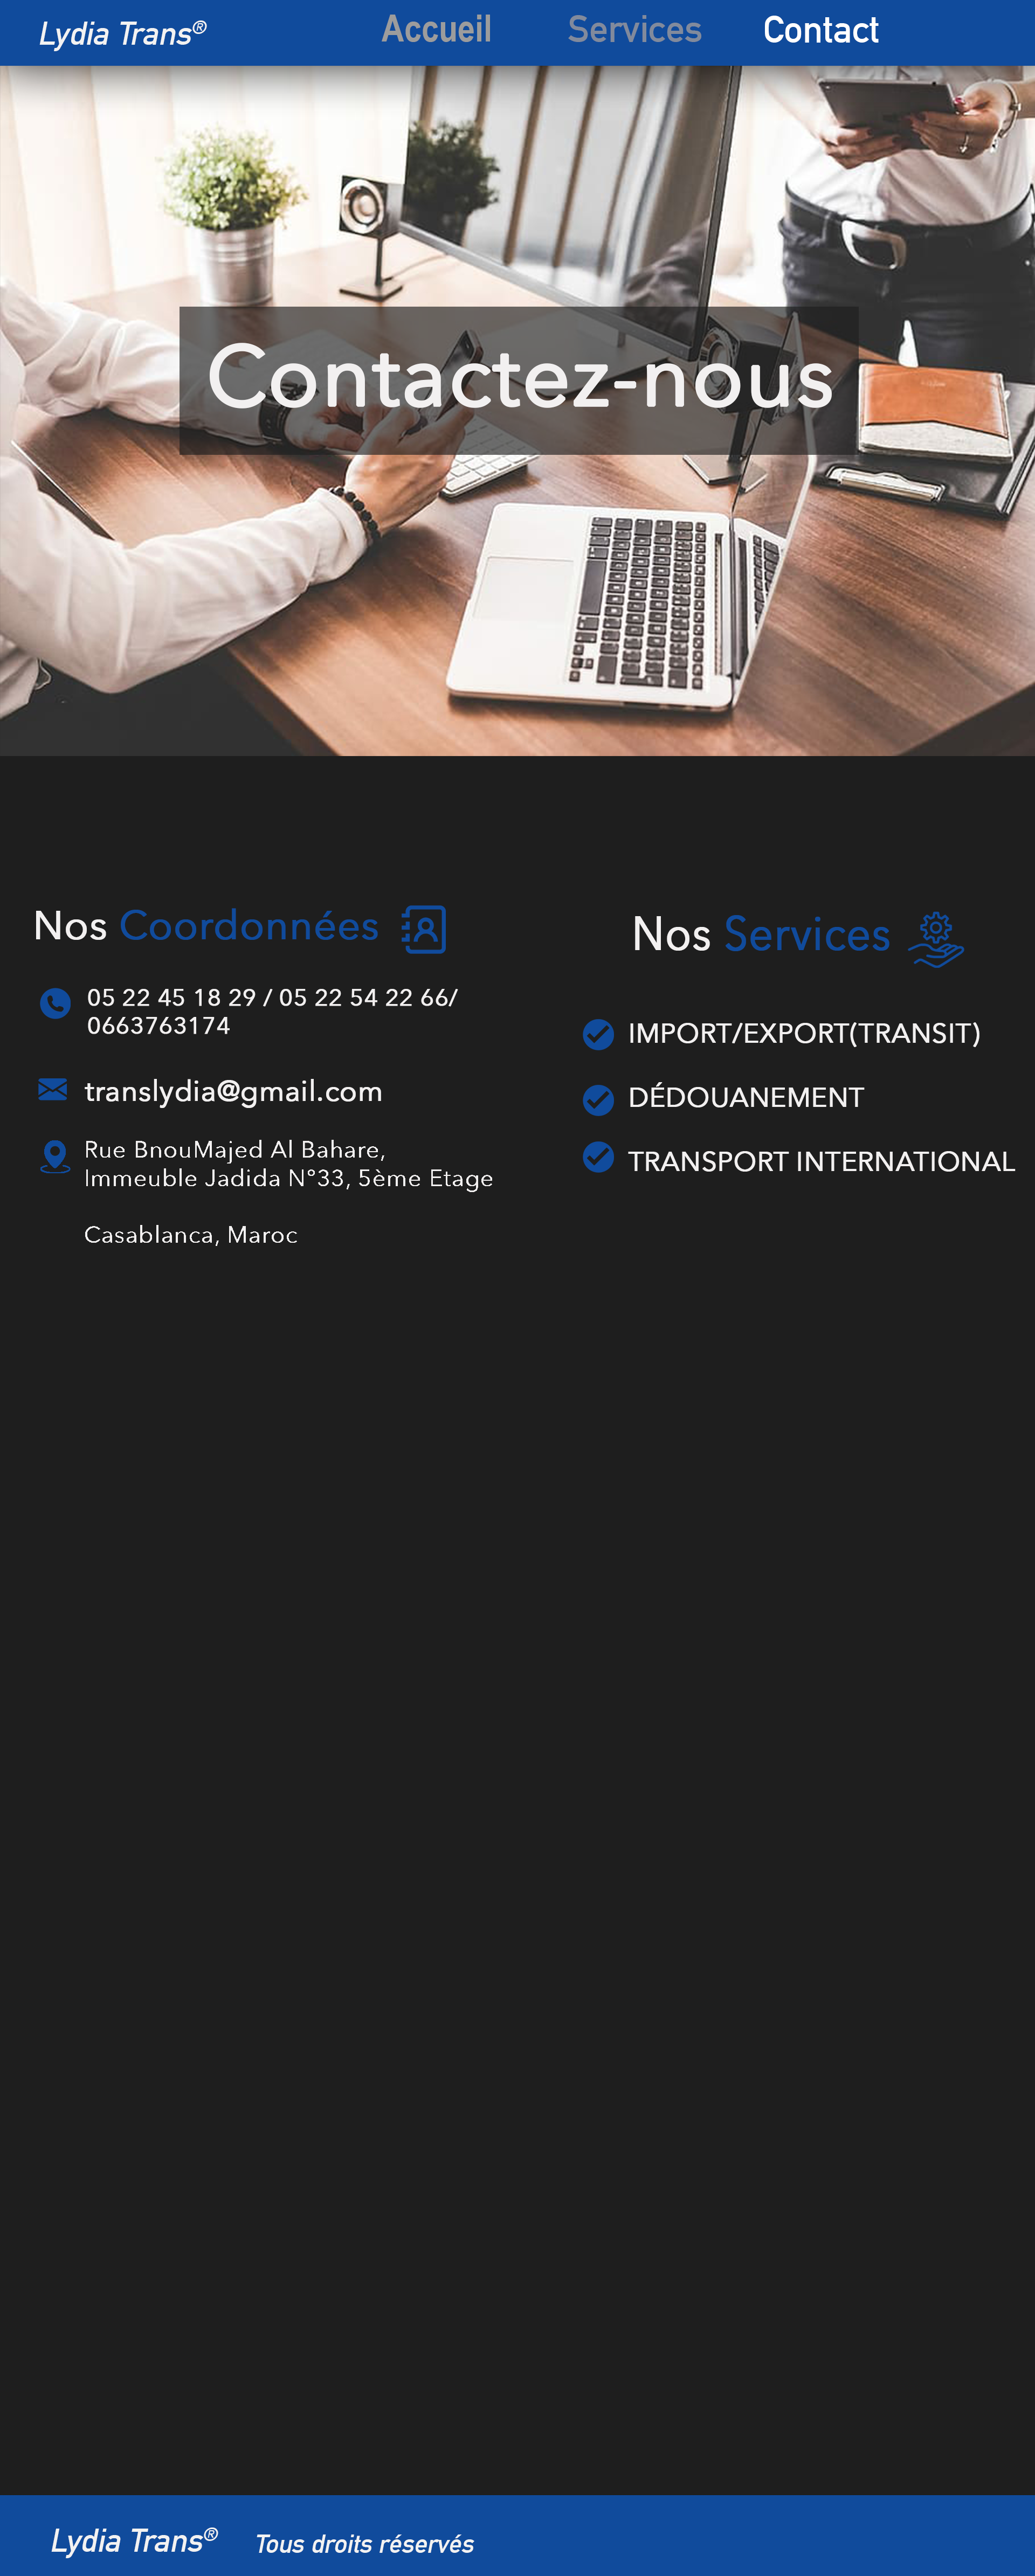 Lydia Trans®
Accueil
Services
Contact
Contactez-nous
Nos Coordonnées
05 22 45 18 29 / 05 22 54 22 66/
0663763174
translydia@gmail.com
Rue BnouMajed Al Bahare,
Immeuble Jadida N°33, 5ème Etage
Casablanca, Maroc
Nos Services
IMPORT/EXPORT(TRANSIT)
DÉDOUANEMENT
TRANSPORT INTERNATIONAL
Lydia Trans®
Tous droits réservés